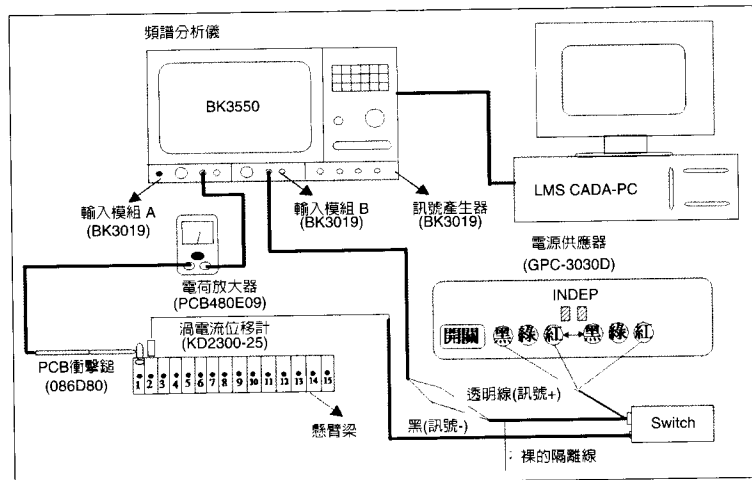 頻譜分析儀
BK3550
輸入模組 A
(BK3019)
輸入模組 B
(BK3019)
訊號產生器
(BK3019)
LMS CADA-PC
電荷放大器
(PCB480E09)
電源供應器
(GPC-3030D)
INDEP
開關 黑 綠 紅 黑 綠 紅
渦電流位移計
(KD2300-25)
PCB衝擊鎚
(086D80)
1 2 3 4 5 6 7 8 9 10 11 12 13 14 15
懸臂梁
透明線(訊號+)
黑(訊號-)
Switch
裸的隔離線